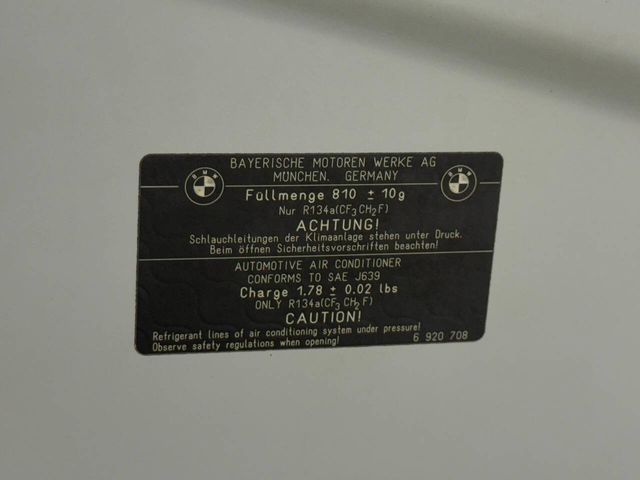 BAYERISCHE MOTOREN WERKE AG
MÜNCHEN, GERMANY
BMW
BMW
Füllmenge 810 ± 10g
Nur R134a(CF3CH2F)
ACHTUNG!
Schlauchleitungen der Klimaanlage stehen unter Druck.
Beim öffnen Sicherheitsvorschriften beachten!
AUTOMOTIVE AIR CONDITIONER
CONFORMS TO SAE J639
Charge 1.78 ± 0.02 lbs
ONLY R134a(CF3CH2F)
CAUTION!
Refrigerant lines of air conditioning system under pressure!
Observe safety regulations when opening!
6 920 708